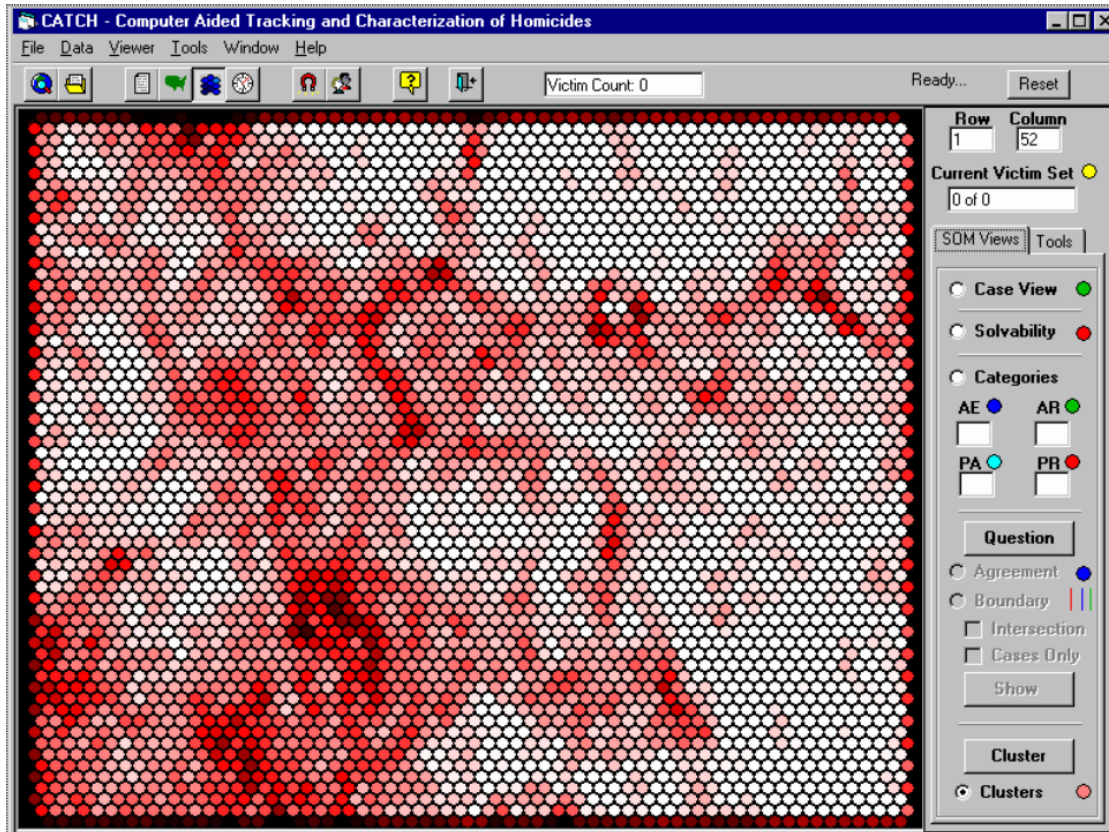 CATCH - Computer Aided Tracking and Characterization of Homicides
File Data Viewer Tools Window Help
Victim Count: 0
Ready...
Reset
Row Column
1 52
Current Victim Set
0 of 0
SOM Views Tools
Case View
Solvability
Categories
AE AR
PA PR
Question
Agreement
Boundary
Intersection
Cases Only
Show
Cluster
Clusters